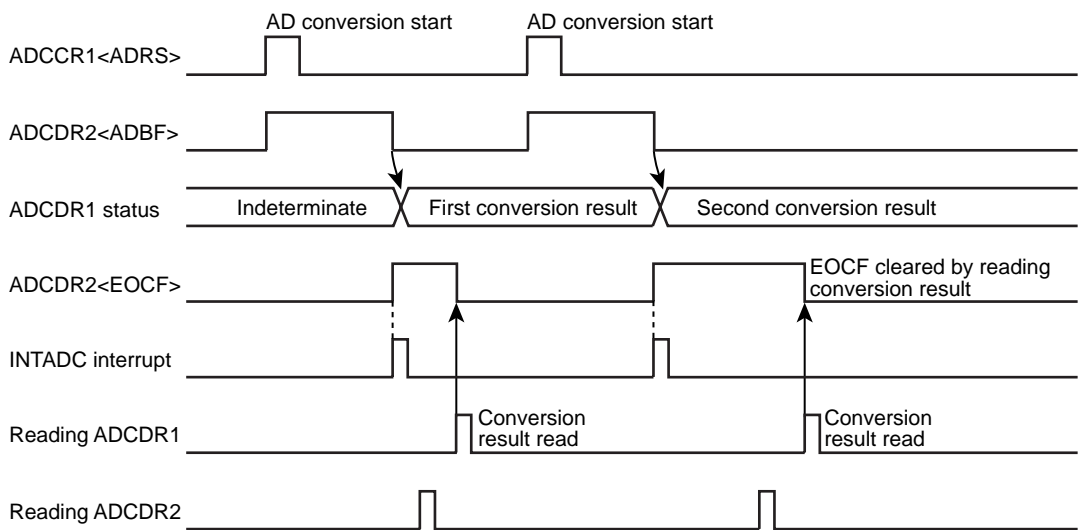 AD conversion start
AD conversion start
ADCCR1<ADRS>
ADCDR2<ADBF>
ADCDR1 status
Indeterminate
First conversion result
Second conversion result
ADCDR2<EOCF>
EOCF cleared by reading
conversion result
INTADC interrupt
Reading ADCDR1
Conversion
result read
Conversion
result read
Reading ADCDR2